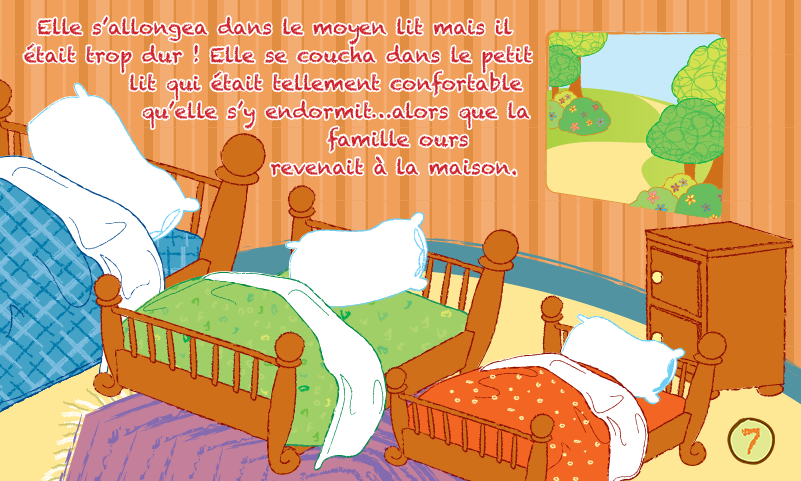 Elle s'allongea dans le moyen lit mais il
était trop dur ! Elle se coucha dans le petit
lit qui était tellement confortable
qu'elle s'y endormit...alors que la
famille ours
revenait à la maison.
7